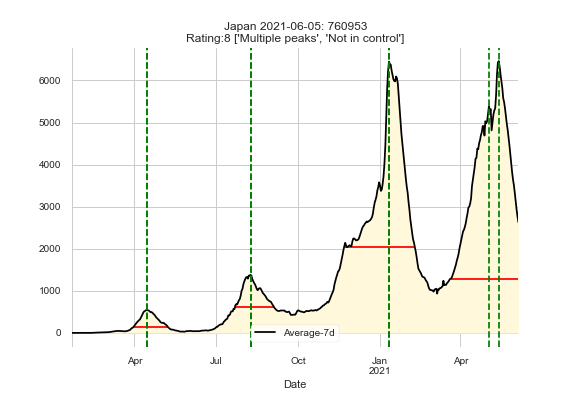 Japan 2021-06-05: 760953
Rating:8 ['Multiple peaks', 'Not in control']
6000
5000
4000
3000
2000
1000
0
Average-7d
Apr
Jul
Oct
Jan
2021
Apr
Date